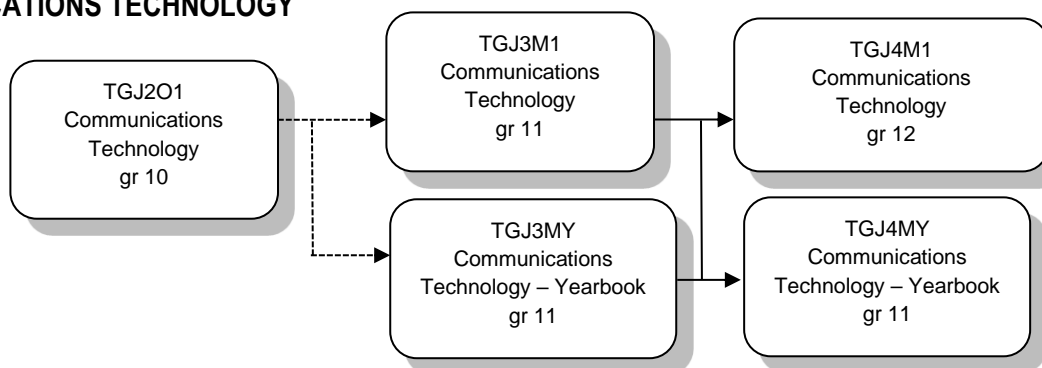 CATIONS TECHNOLOGY
TGJ2O1
Communications
Technology
gr 10
TGJ3M1
Communications
Technology
gr 11
TGJ4M1
Communications
Technology
gr 12
TGJ3MY
Communications
Technology – Yearbook
gr 11
TGJ4MY
Communications
Technology – Yearbook
gr 11